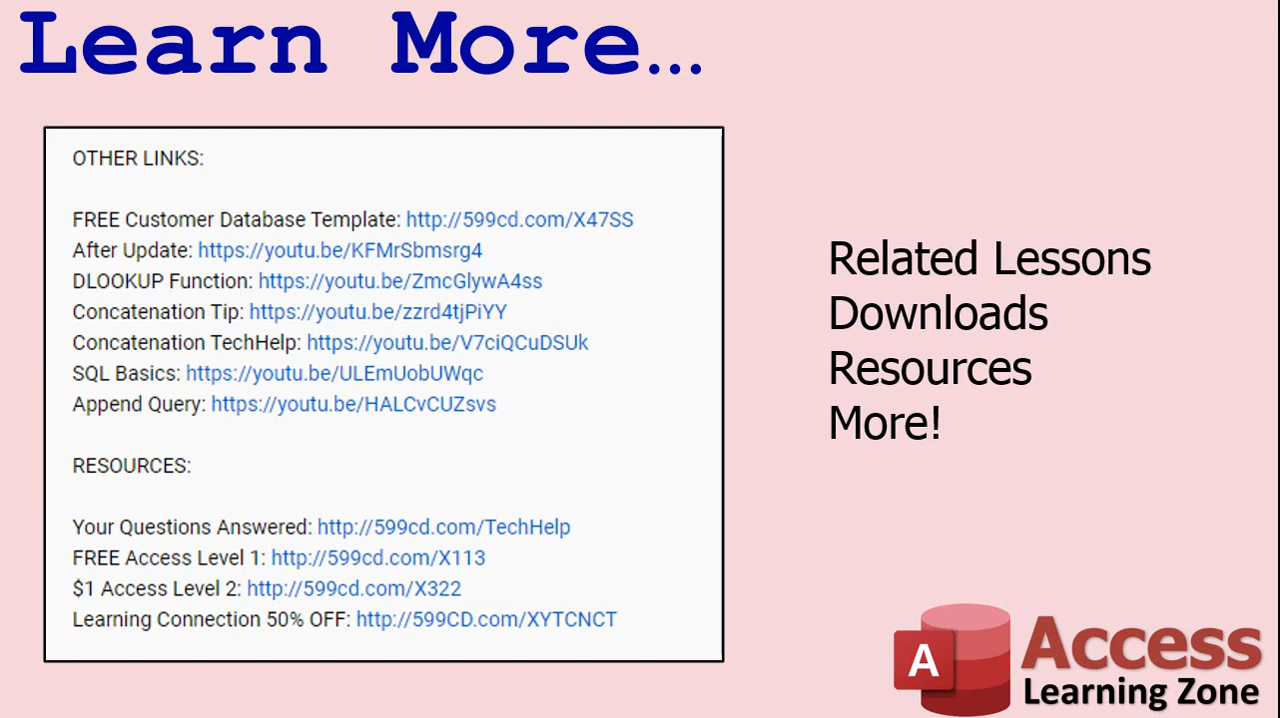 Learn More...
OTHER LINKS:
FREE Customer Database Template: http://599cd.com/X47SS
After Update: https://youtu.be/KFMrSbmsrg4
DLOOKUP Function: https://youtu.be/ZmcGlywA4ss
Concatenation Tip: https://youtu.be/zzrd4tjPiYY
Concatenation TechHelp: https://youtu.be/V7ciQCuDSUk
SQL Basics: https://youtu.be/ULEmUobUWqc
Append Query: https://youtu.be/HALCvCUZsvs
RESOURCES:
Your Questions Answered: http://599cd.com/TechHelp
FREE Access Level 1: http://599cd.com/X113
$1 Access Level 2: http://599cd.com/X322
Learning Connection 50% OFF: http://599CD.com/XYTCNCT
Related Lessons
Downloads
Resources
More!
A
Access
Learning Zone